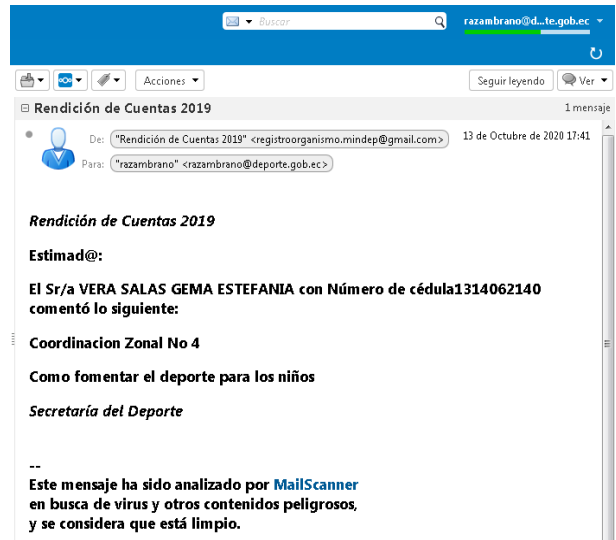 Buscar
razambrano@d...te.gob.ec
Acciones
Seguir leyendo
Ver
Rendición de Cuentas 2019
1 mensaje
De: "Rendición de Cuentas 2019" <registroorganismo.mindep@gmail.com>
13 de Octubre de 2020 17:41
Para: "razambrano" <razambrano@deporte.gob.ec>
Rendición de Cuentas 2019
Estimad@:
El Sr/a VERA SALAS GEMA ESTEFANIA con Número de cédula1314062140
comentó lo siguiente:
Coordinacion Zonal No 4
Como fomentar el deporte para los niños
Secretaría del Deporte
--
Este mensaje ha sido analizado por MailScanner
en busca de virus y otros contenidos peligrosos,
y se considera que está limpio.